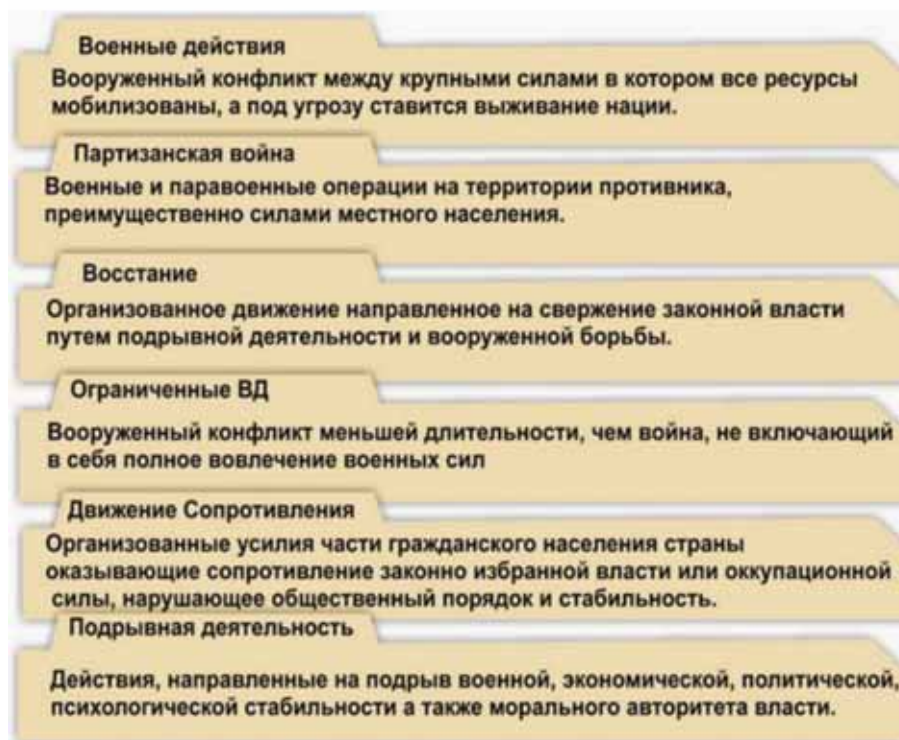 Военные действия
Вооруженный конфликт между крупными силами в котором все ресурсы
мобилизованы, а под угрозу ставится выживание нации.
Партизанская война
Военные и паравоенные операции на территории противника,
преимущественно силами местного населения.
Восстание
Организованное движение направленное на свержение законной власти
путем подрывной деятельности и вооруженной борьбы.
Ограниченные ВД
Вооруженный конфликт меньшей длительности, чем война, не включающий
в себя полное вовлечение военных сил
Движение Сопротивления
Организованные усилия части гражданского населения страны
оказывающие сопротивление законно избранной власти или оккупационной
силы, нарушающее общественный порядок и стабильность.
Подрывная деятельность
Действия, направленные на подрыв военной, экономической, политической,
психологической стабильности а также морального авторитета власти.